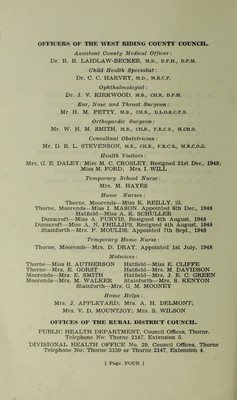 OFFICERS OF THE WEST RIDING COUNTY COUNCIL.
Assistant County Medical Officer:
Dr. R. B. LAIDLAW-BECKER, M.D., D.P.H., D.P.M.
Child Health Specialist:
Dr. C. C. HARVEY, M.D., M.R.C.P.
Ophthalmologist:
Dr. J. V. KIRKWOOD, M.B., CH.B., D.P.H.
Ear, Nose and Throat Surgeon:
Mr H. M. PETTY, M.B., CH.B., D.L.O.R.C.P.S.
Orthopaedic Surgeon:
Mr. W. H. M. SMITH, M.B., CH.B., F.R.C.S., M.CH.O.
Consultant Obstetrician:
Mr. D. R. L. STEVENSON, M.B., CH.B., F.R.C.S., M.R.C.O.G.
Health Visitors:
Mrs. G. E. DALEY; Miss M. C. CROSLEY, Resigned 31st Dec., 1948;
Miss M. FORD; Mrs. I. WILL
Temporary School Nurse:
Mrs. M. HAYES
Home Nurses:
Thorne, Moorends—Miss K. REILLY, ill.
Thorne, Moorends—Miss I. MASON. Appointed 6th Dec., 1948
Hatfield—Miss A. K. SCHULLER
Dunscroft—Miss A. PURVIS, Resigned 4th August, 1948
Dunscroft—Miss A. N. PHILLIPS, Resigned 4th August, 1948
Stainforth—Mrs. P. MOULDS, Appointed 7th Sept., 1948
Temporary Home Nurse:
Thorne, Moorends—Mrs. D. DRAY, Appointed 1st July, 1948
Midwives:
Thorne—Miss R. AUTHERSON Hatfield—Miss E. CLIFFE
Thorne—Mrs. E. GORST Hatfield—Mrs. M. DAVIDSON
Moorends—Mrs. E. SMITH Hatfield—Mrs. J. E. C. GREEN
Moorends—Mrs. M. WALKER Stainforth—Mrs. S. KENYON
Stainforth—Mrs. G. M. MOONEY
Home Helps:
Mrs. J. APPLEYARD; Mrs. A. H. DELMONT;
Mrs. V. D. MOUNTJOY; Mrs. B. WILSON
OFFICES OF THE RURAL DISTRICT COUNCIL.
PUBLIC HEALTH DEPARTMENT, Council Offices, Thorne.
Telephone No: Thorne 2147, Extension 5.
DIVISIONAL HEALTH OFFICE No. 29, Council Offices, Thorne
Telephone No: Thorne 2130 or Thorne 2147, Extension 4.
[ Page FOUR ]